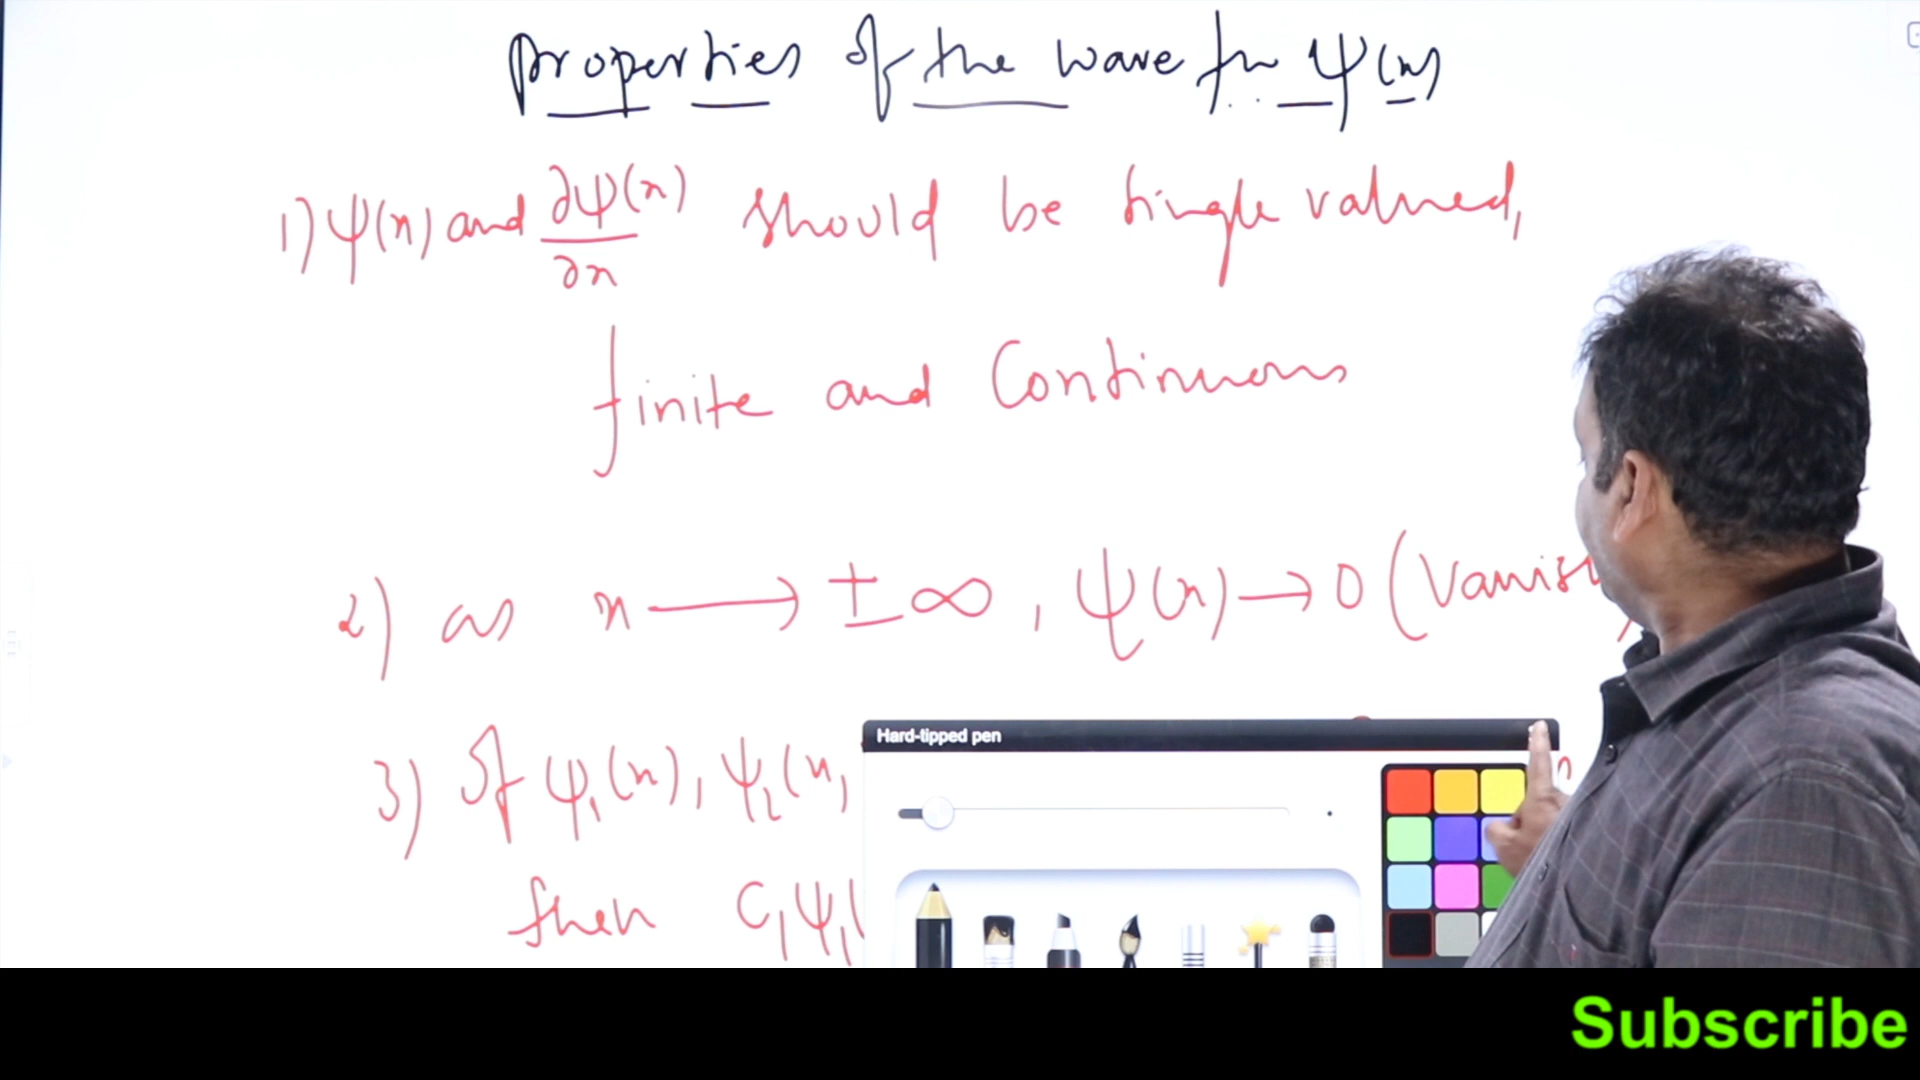 properties of the wave fn ψ(x)
1) ψ(x) and ∂ψ(x)/∂x should be single valued,
finite and continuous
2) as x → ±∞, ψ(x) → 0 (vanis
3) If ψ₁(x), ψ₂(x,
then C₁ψ₁(
Hard-tipped pen
Subscribe